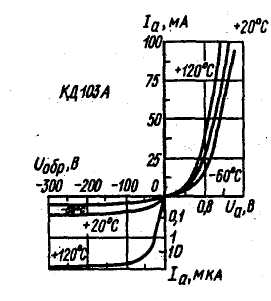 Iа, мА
100
+20°C
75
+120°C
КД103А
50
25
-60°C
Uобр, В
-300
-200
-100
0
0
0,8
Uа, В
+20°C
0,1
1
+120°C
10
Iа, мкА